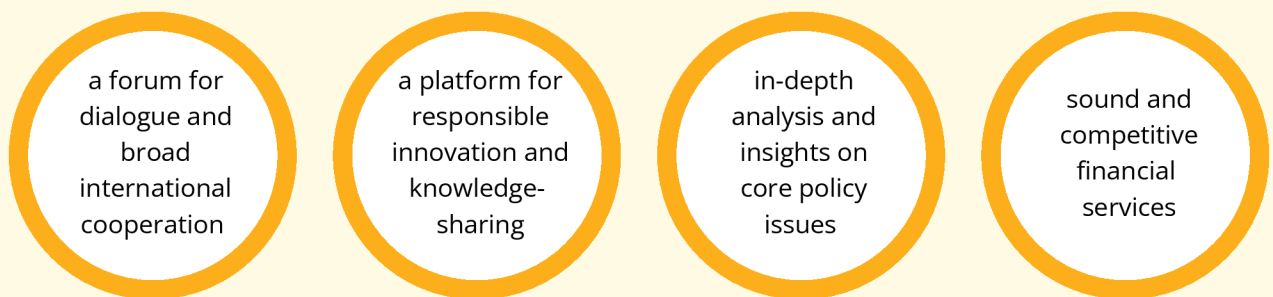 a forum for
dialogue and
broad
international
cooperation
a platform for
responsible
innovation and
knowledge-
sharing
in-depth
analysis and
insights on
core policy
issues
sound and
competitive
financial
services